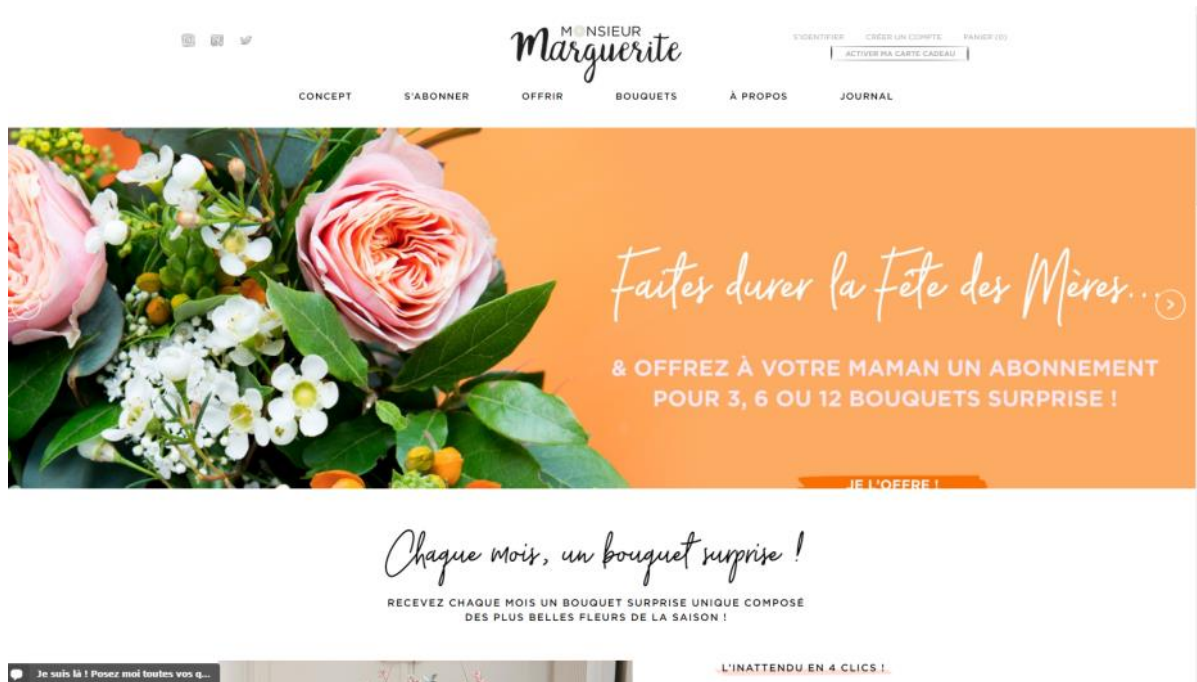 MONSIEUR
Marguerite
S'IDENTIFIER CRÉER UN COMPTE PANIER (0)
ACTIVER MA CARTE CADEAU
CONCEPT S'ABONNER OFFRIR BOUQUETS À PROPOS JOURNAL
Faites durer la Fête des Mères...
& OFFREZ À VOTRE MAMAN UN ABONNEMENT
POUR 3, 6 OU 12 BOUQUETS SURPRISE !
JE L'OFFRE !
Chaque mois, un bouquet surprise !
RECEVEZ CHAQUE MOIS UN BOUQUET SURPRISE UNIQUE COMPOSÉ
DES PLUS BELLES FLEURS DE LA SAISON !
L'INATTENDU EN 4 CLICS !
Je suis là ! Posez moi toutes vos q...